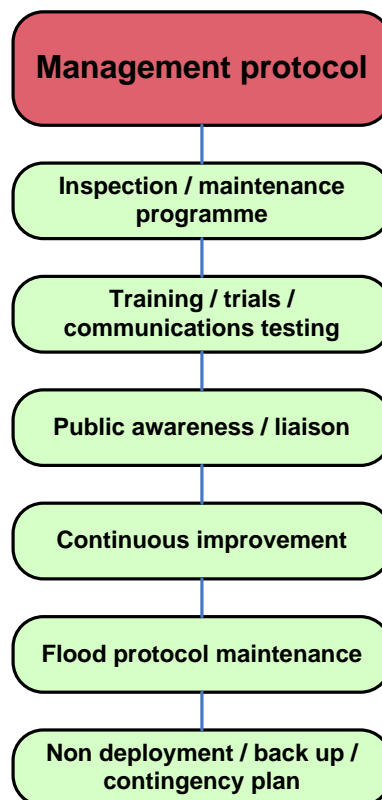 Management protocol
Inspection / maintenance
programme
Training / trials /
communications testing
Public awareness / liaison
Continuous improvement
Flood protocol maintenance
Non deployment / back up /
contingency plan